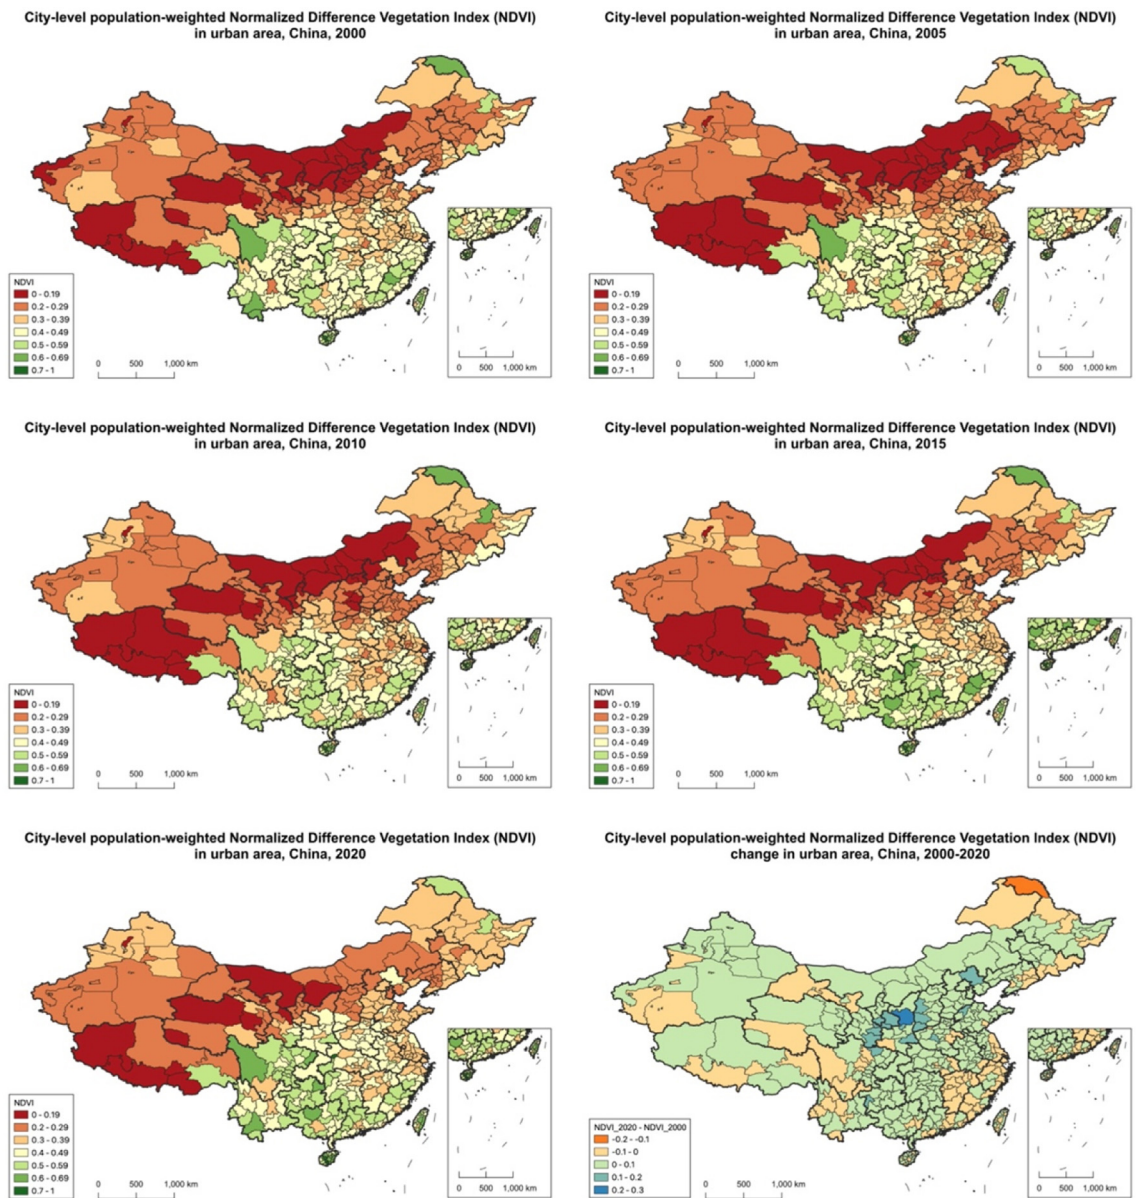 City-level population-weighted Normalized Difference Vegetation Index (NDVI)
in urban area, China, 2000
NDVI
0 - 0.19
0.2 - 0.29
0.3 - 0.39
0.4 - 0.49
0.5 - 0.59
0.6 - 0.69
0.7 - 1
0 500 1,000 km
0 500 1,000 km
City-level population-weighted Normalized Difference Vegetation Index (NDVI)
in urban area, China, 2005
NDVI
0 - 0.19
0.2 - 0.29
0.3 - 0.39
0.4 - 0.49
0.5 - 0.59
0.6 - 0.69
0.7 - 1
0 500 1,000 km
0 500 1,000 km
City-level population-weighted Normalized Difference Vegetation Index (NDVI)
in urban area, China, 2010
NDVI
0 - 0.19
0.2 - 0.29
0.3 - 0.39
0.4 - 0.49
0.5 - 0.59
0.6 - 0.69
0.7 - 1
0 500 1,000 km
0 500 1,000 km
City-level population-weighted Normalized Difference Vegetation Index (NDVI)
in urban area, China, 2015
NDVI
0 - 0.19
0.2 - 0.29
0.3 - 0.39
0.4 - 0.49
0.5 - 0.59
0.6 - 0.69
0.7 - 1
0 500 1,000 km
0 500 1,000 km
City-level population-weighted Normalized Difference Vegetation Index (NDVI)
in urban area, China, 2020
NDVI
0 - 0.19
0.2 - 0.29
0.3 - 0.39
0.4 - 0.49
0.5 - 0.59
0.6 - 0.69
0.7 - 1
0 500 1,000 km
0 500 1,000 km
City-level population-weighted Normalized Difference Vegetation Index (NDVI)
change in urban area, China, 2000-2020
NDVI_2020 - NDVI_2000
-0.2 - -0.1
-0.1 - 0
0 - 0.1
0.1 - 0.2
0.2 - 0.3
0 500 1,000 km
0 500 1,000 km